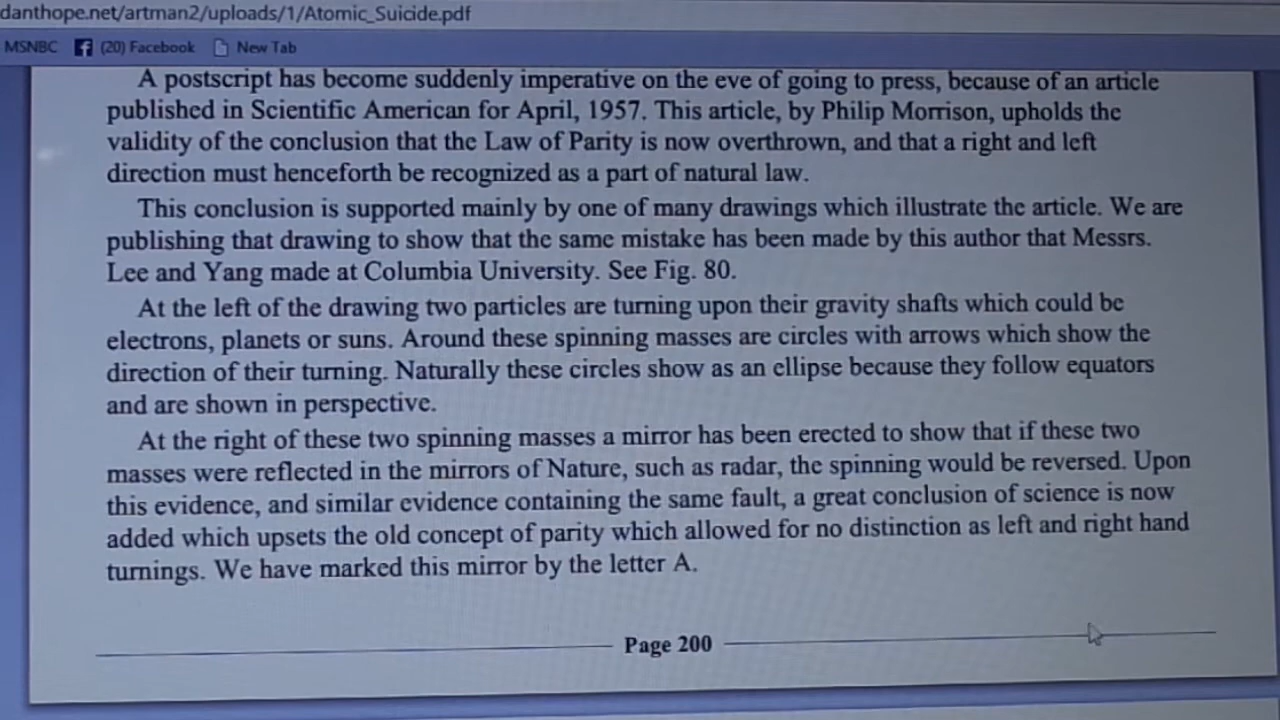 danthope.net/artman2/uploads/1/Atomic_Suicide.pdf
MSNBC (20) Facebook New Tab
A postscript has become suddenly imperative on the eve of going to press, because of an article
published in Scientific American for April, 1957. This article, by Philip Morrison, upholds the
validity of the conclusion that the Law of Parity is now overthrown, and that a right and left
direction must henceforth be recognized as a part of natural law.
This conclusion is supported mainly by one of many drawings which illustrate the article. We are
publishing that drawing to show that the same mistake has been made by this author that Messrs.
Lee and Yang made at Columbia University. See Fig. 80.
At the left of the drawing two particles are turning upon their gravity shafts which could be
electrons, planets or suns. Around these spinning masses are circles with arrows which show the
direction of their turning. Naturally these circles show as an ellipse because they follow equators
and are shown in perspective.
At the right of these two spinning masses a mirror has been erected to show that if these two
masses were reflected in the mirrors of Nature, such as radar, the spinning would be reversed. Upon
this evidence, and similar evidence containing the same fault, a great conclusion of science is now
added which upsets the old concept of parity which allowed for no distinction as left and right hand
turnings. We have marked this mirror by the letter A.
Page 200